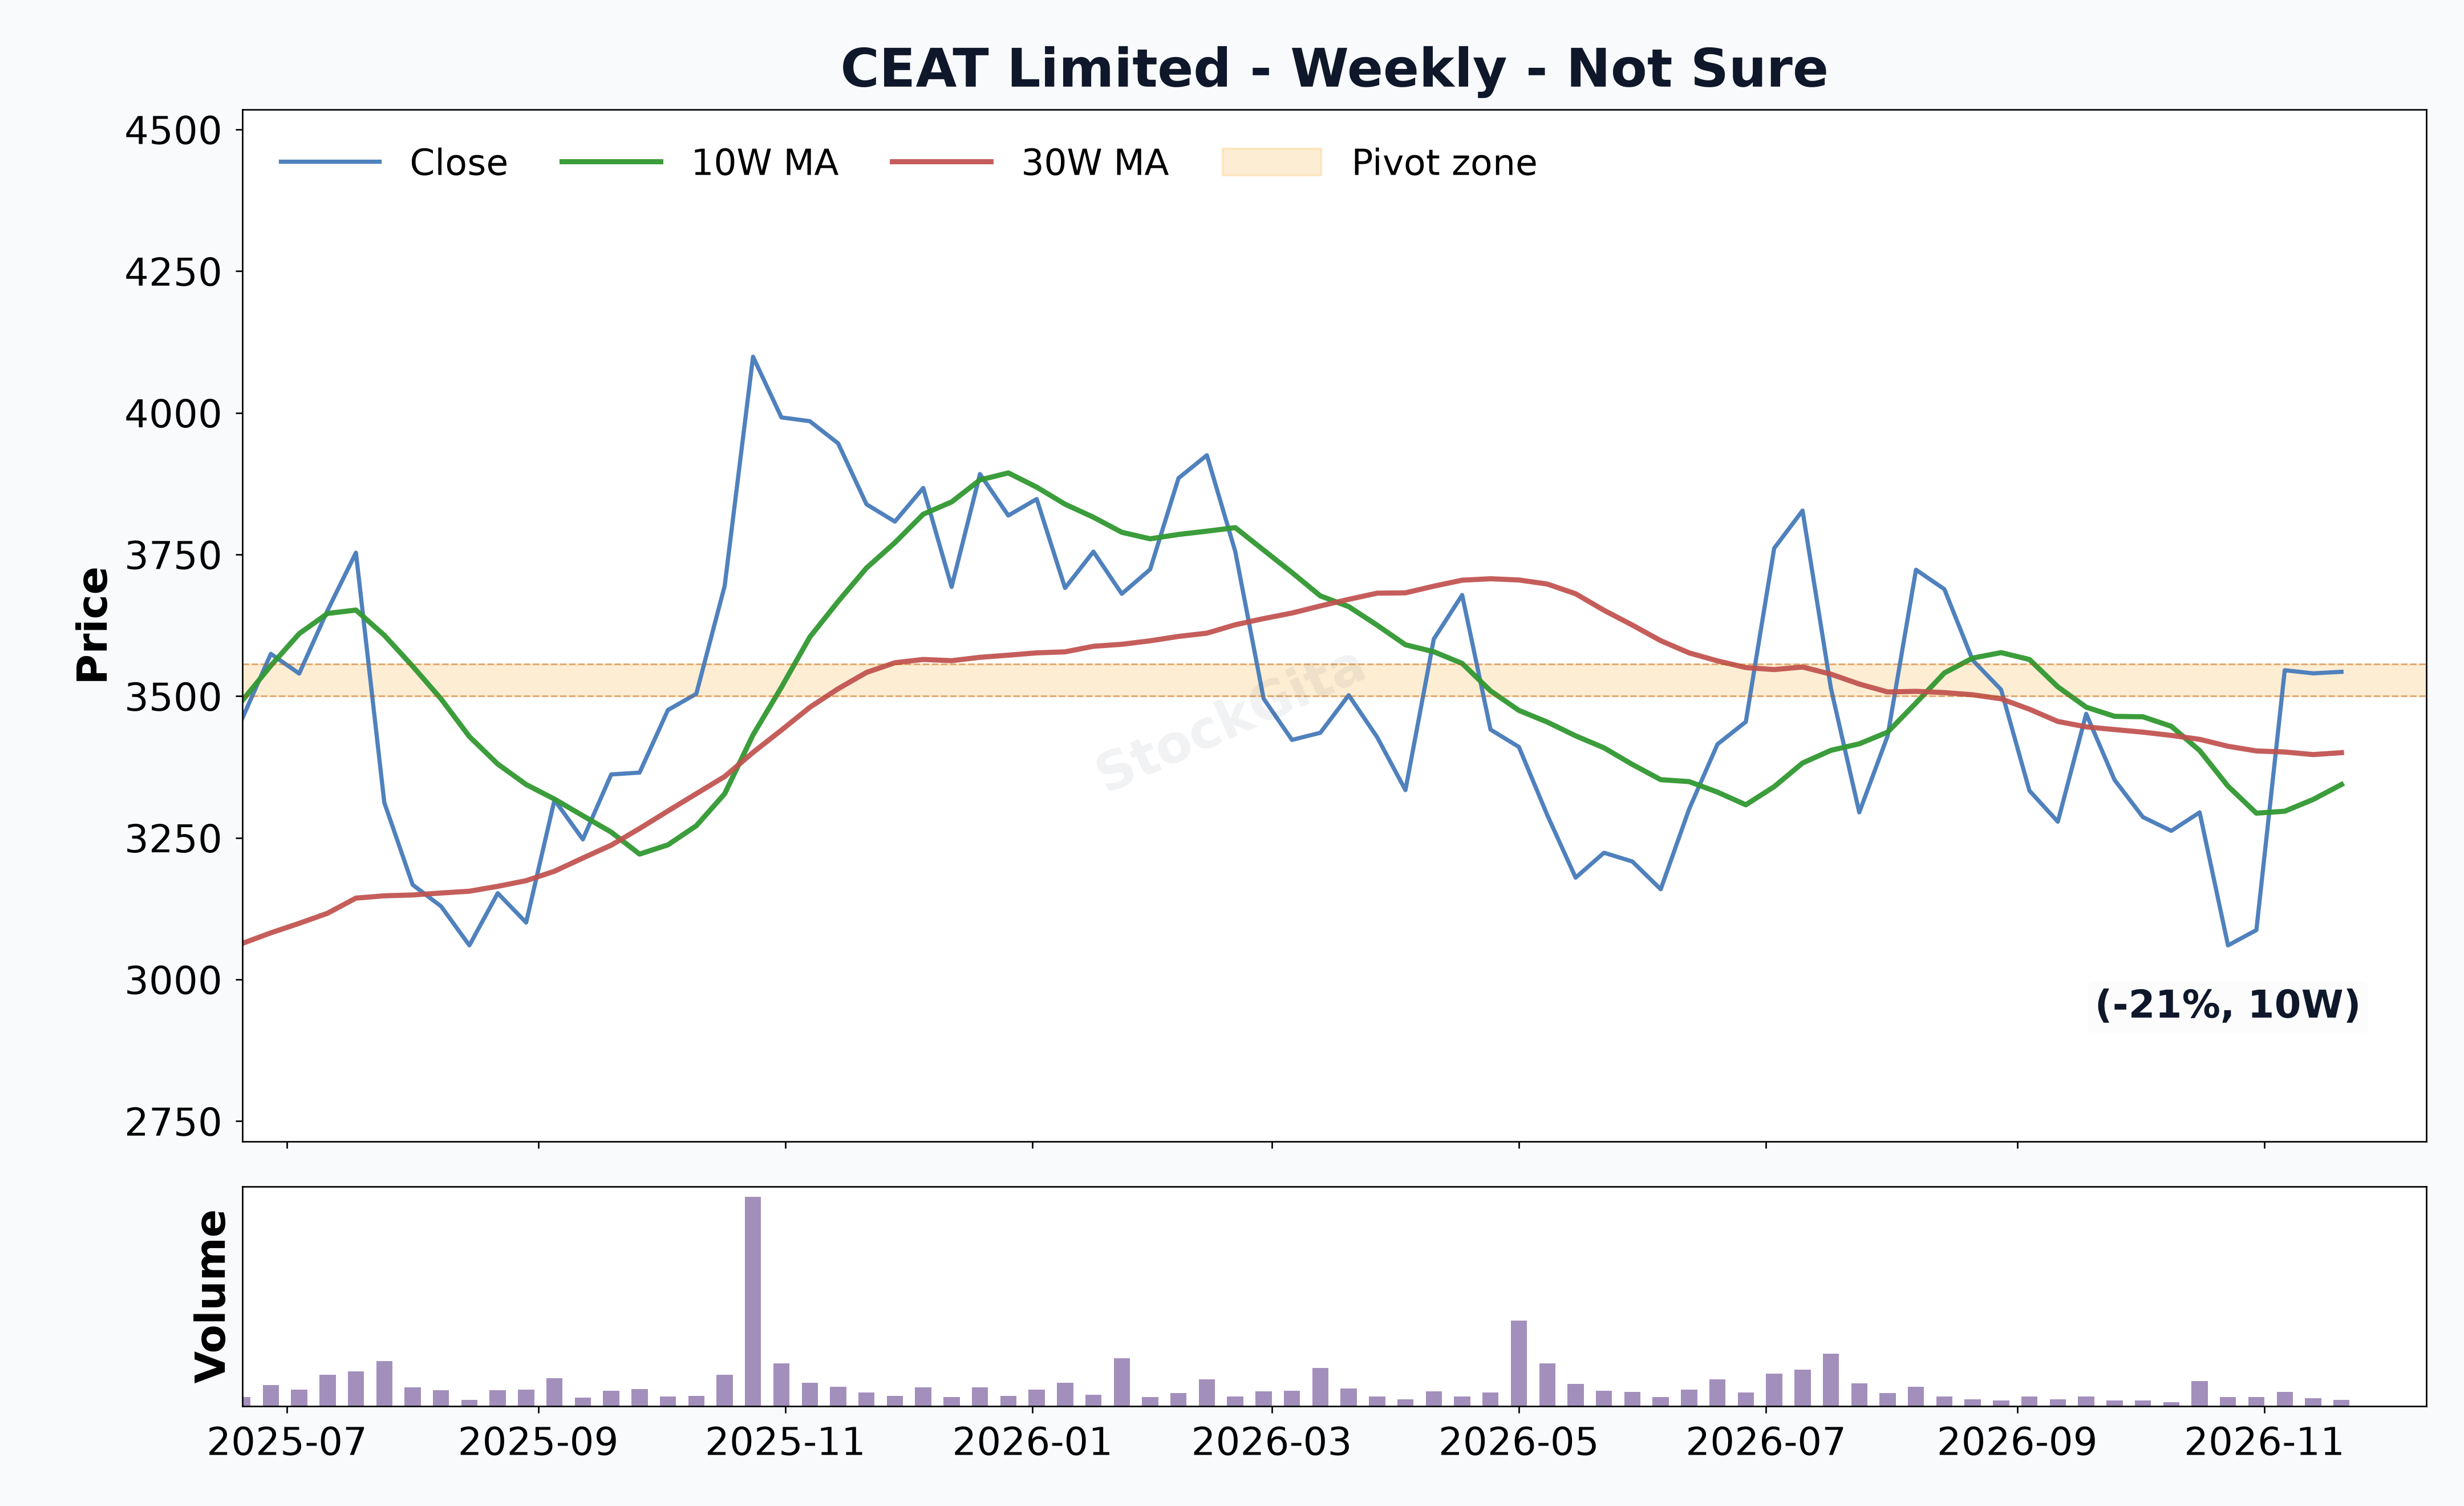 CEAT Limited - Weekly - Not Sure
Close 10W MA 30W MA Pivot zone
Price
4500
4250
4000
3750
3500
3250
3000
2750
StockGita
(-21%, 10W)
Volume
2025-07 2025-09 2025-11 2026-01 2026-03 2026-05 2026-07 2026-09 2026-11